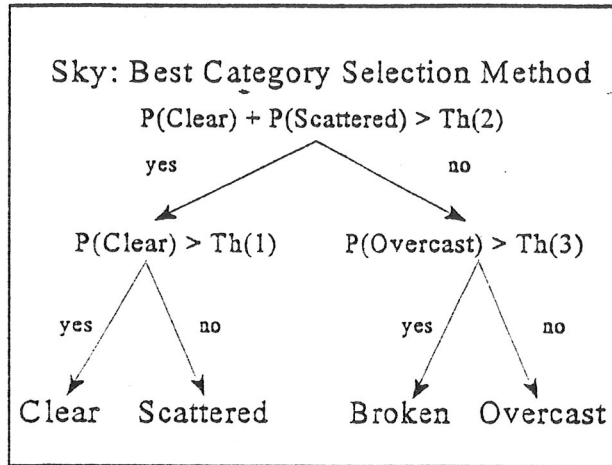 Sky: Best Category Selection Method
P(Clear) + P(Scattered) > Th(2)
yes no
P(Clear) > Th(1) P(Overcast) > Th(3)
yes no yes no
Clear Scattered Broken Overcast